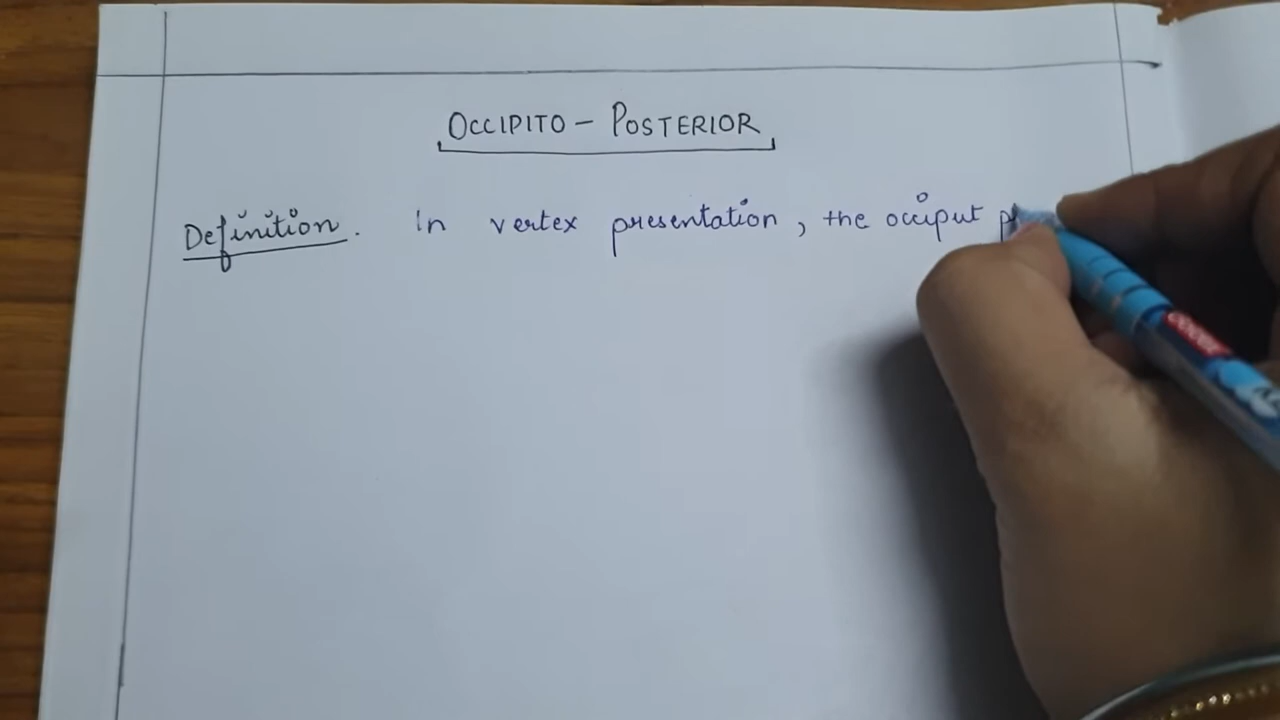 OCCIPITO - POSTERIOR
Definition. In vertex presentation, the occiput